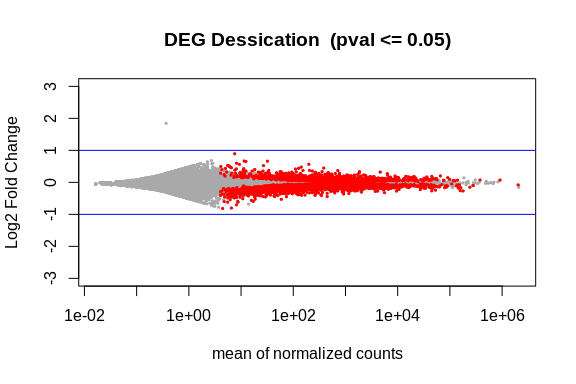 DEG Dessication  (pval <= 0.05)
Log2 Fold Change
3
2
1
0
-1
-2
-3
1e-02 1e+00 1e+02 1e+04 1e+06
mean of normalized counts